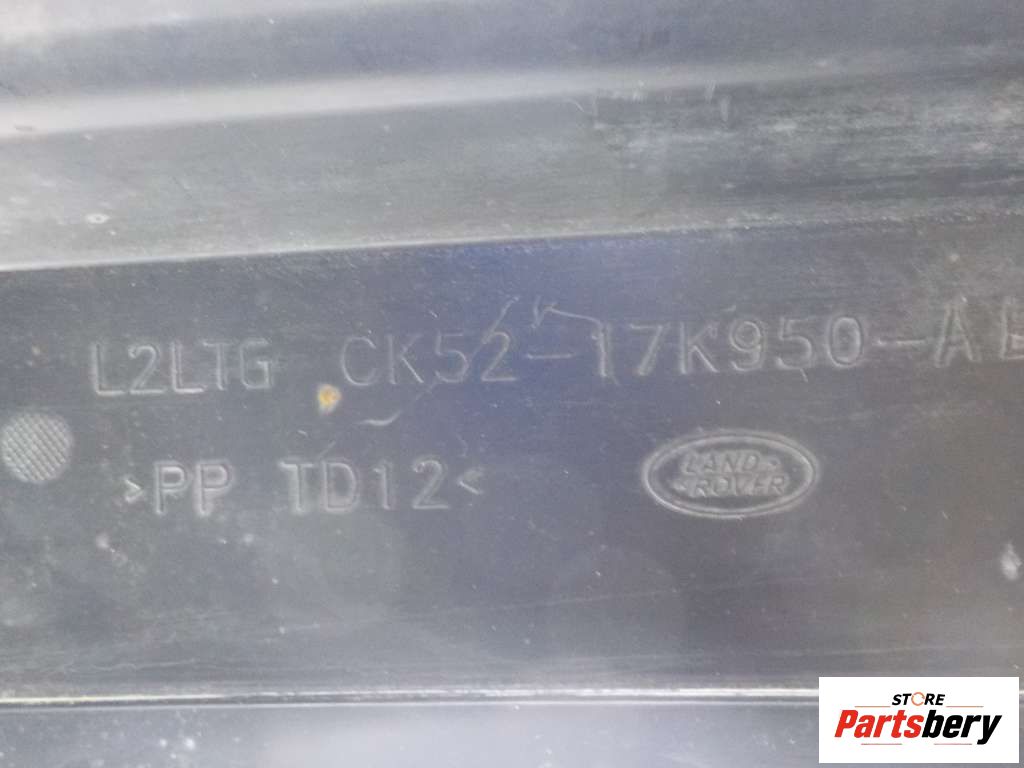 L2LTG CK52-17K950-A
>PP TD12<
LAND-
-ROVER
STORE
Partsbery